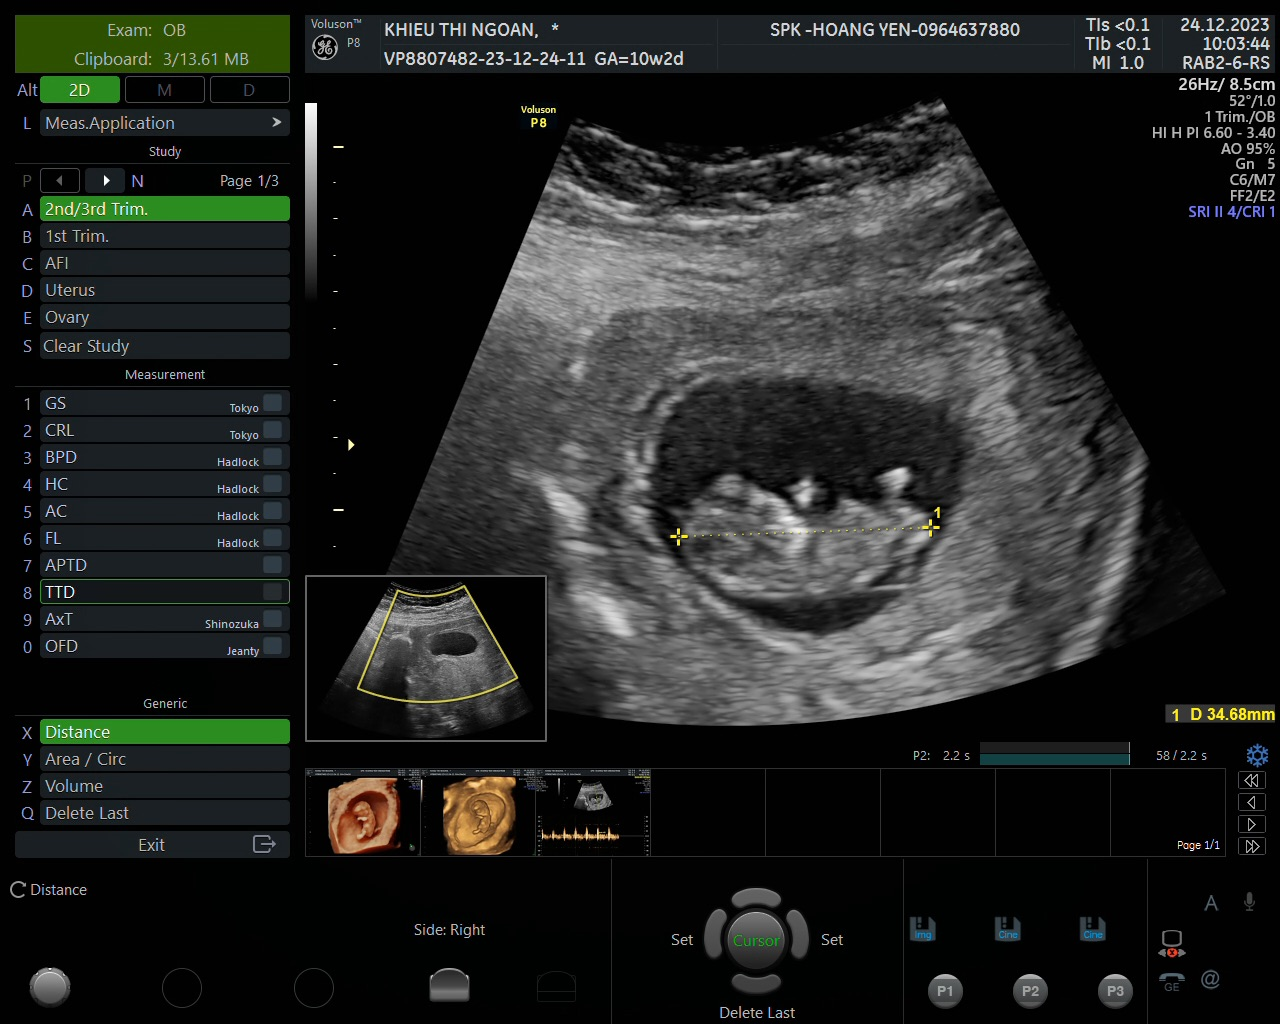 Exam: OB
Clipboard: 3/13.61 MB
Alt 2D M D
L Meas.Application
Study
P N Page 1/3
A 2nd/3rd Trim.
B 1st Trim.
C AFI
D Uterus
E Ovary
S Clear Study
Measurement
1 GS Tokyo
2 CRL Tokyo
3 BPD Hadlock
4 HC Hadlock
5 AC Hadlock
6 FL Hadlock
7 APTD
8 TTD
9 AxT Shinozuka
0 OFD Jeanty
Generic
X Distance
Y Area / Circ
Z Volume
Q Delete Last
Exit
Voluson™
P8
KHIEU THI NGOAN, *
SPK -HOANG YEN-0964637880
VP8807482-23-12-24-11 GA=10w2d
TIs <0.1
TIb <0.1
MI 1.0
24.12.2023
10:03:44
RAB2-6-RS
26Hz/ 8.5cm
52°/1.0
1 Trim./OB
HI H PI 6.60 - 3.40
AO 95%
Gn 5
C6/M7
FF2/E2
SRI II 4/CRI 1
Voluson
P8
1
1 D 34.68mm
P2: 2.2 s
58 / 2.2 s
Page 1/1
Distance
Side: Right
Set Cursor Set
Delete Last
Img Cine Cine
P1 P2 P3
A
GE @